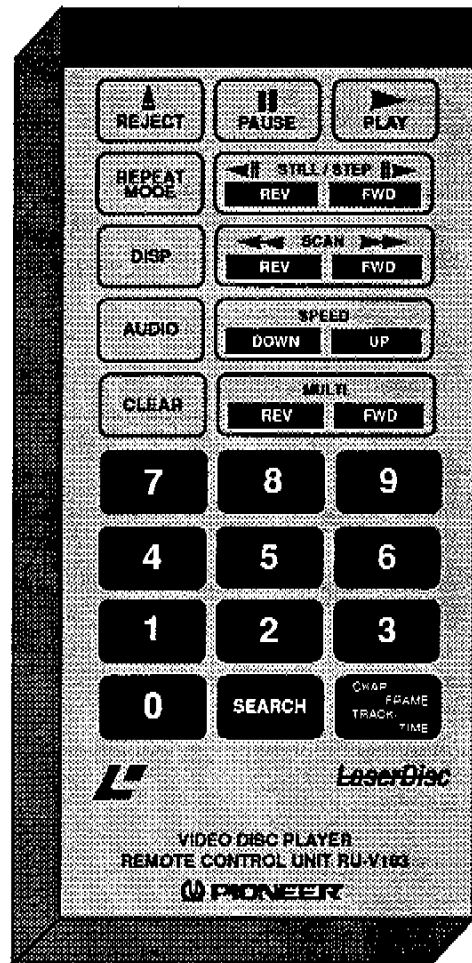 REJECT PAUSE PLAY
REPEAT
MODE
STILL / STEP
REV FWD
DISP
SCAN
REV FWD
AUDIO
SPEED
DOWN UP
CLEAR
MULTI
REV FWD
7 8 9
4 5 6
1 2 3
0 SEARCH
CHAP
FRAME
TRACK
TIME
LaserDisc
VIDEO DISC PLAYER
REMOTE CONTROL UNIT RU-V103
PIONEER